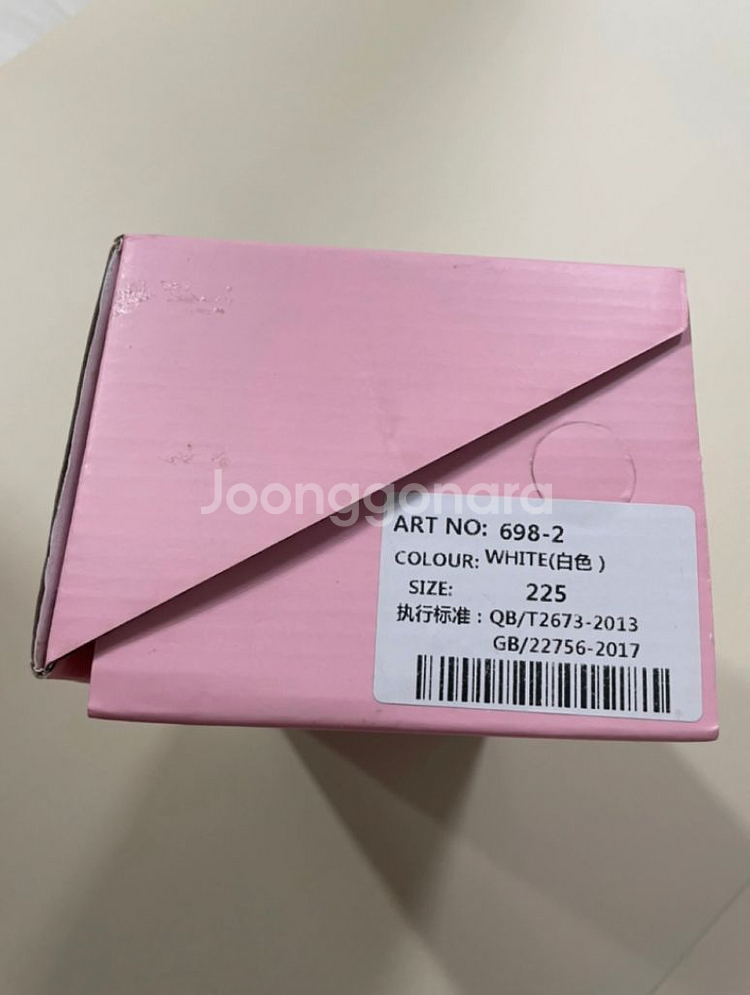 Joonggonara
ART NO: 698-2
COLOUR: WHITE(白色)
SIZE: 225
执行标准：QB/T2673-2013
GB/22756-2017